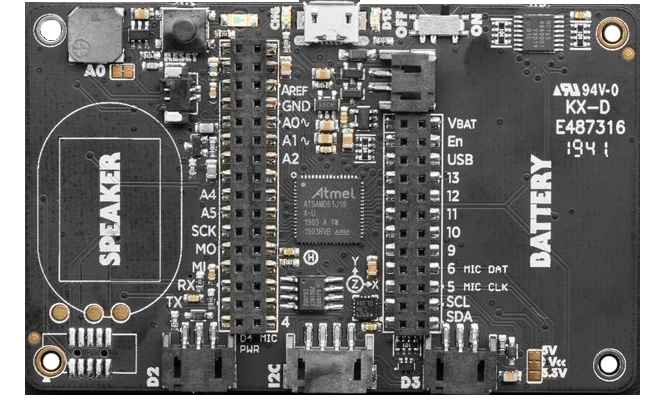 OFF
ON
A0
RESET
94V-0
KX-D
E487316
1941
AREF
GND
A0
A1
A2
A4
A5
SCK
MO
MI
RX
TX
4
D4 MIC
PWR
SPEAKER
Atmel
ATSAMD51J19
A-U
1903 A TW
1903RVB ARM
H
Y
Z
X
VBAT
En
USB
13
12
11
10
9
6 MIC DAT
5 MIC CLK
SCL
SDA
BATTERY
D2
I2C
D3
5V
Vcc
3.3V